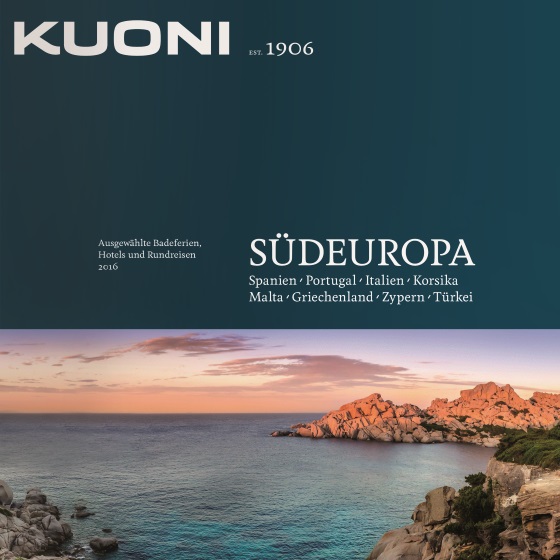 KUONI EST. 1906
Ausgewählte Badeferien,
Hotels und Rundreisen
2016
SÜDEUROPA
Spanien ٬ Portugal ٬ Italien ٬ Korsika
Malta ٬ Griechenland ٬ Zypern ٬ Türkei